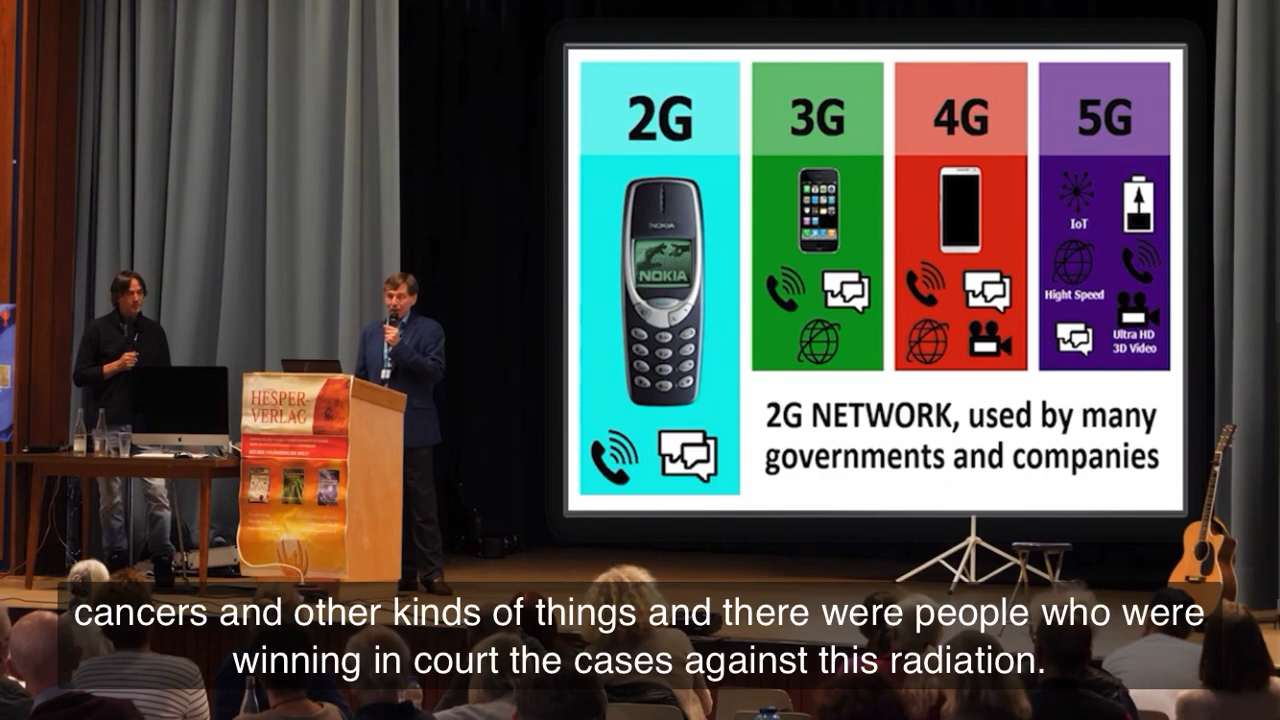 2G
3G
4G
5G
NOKIA
NOKIA
IoT
Hight Speed
Ultra HD
3D Video
2G NETWORK, used by many
governments and companies
HESPER-
VERLAG
cancers and other kinds of things and there were people who were
winning in court the cases against this radiation.